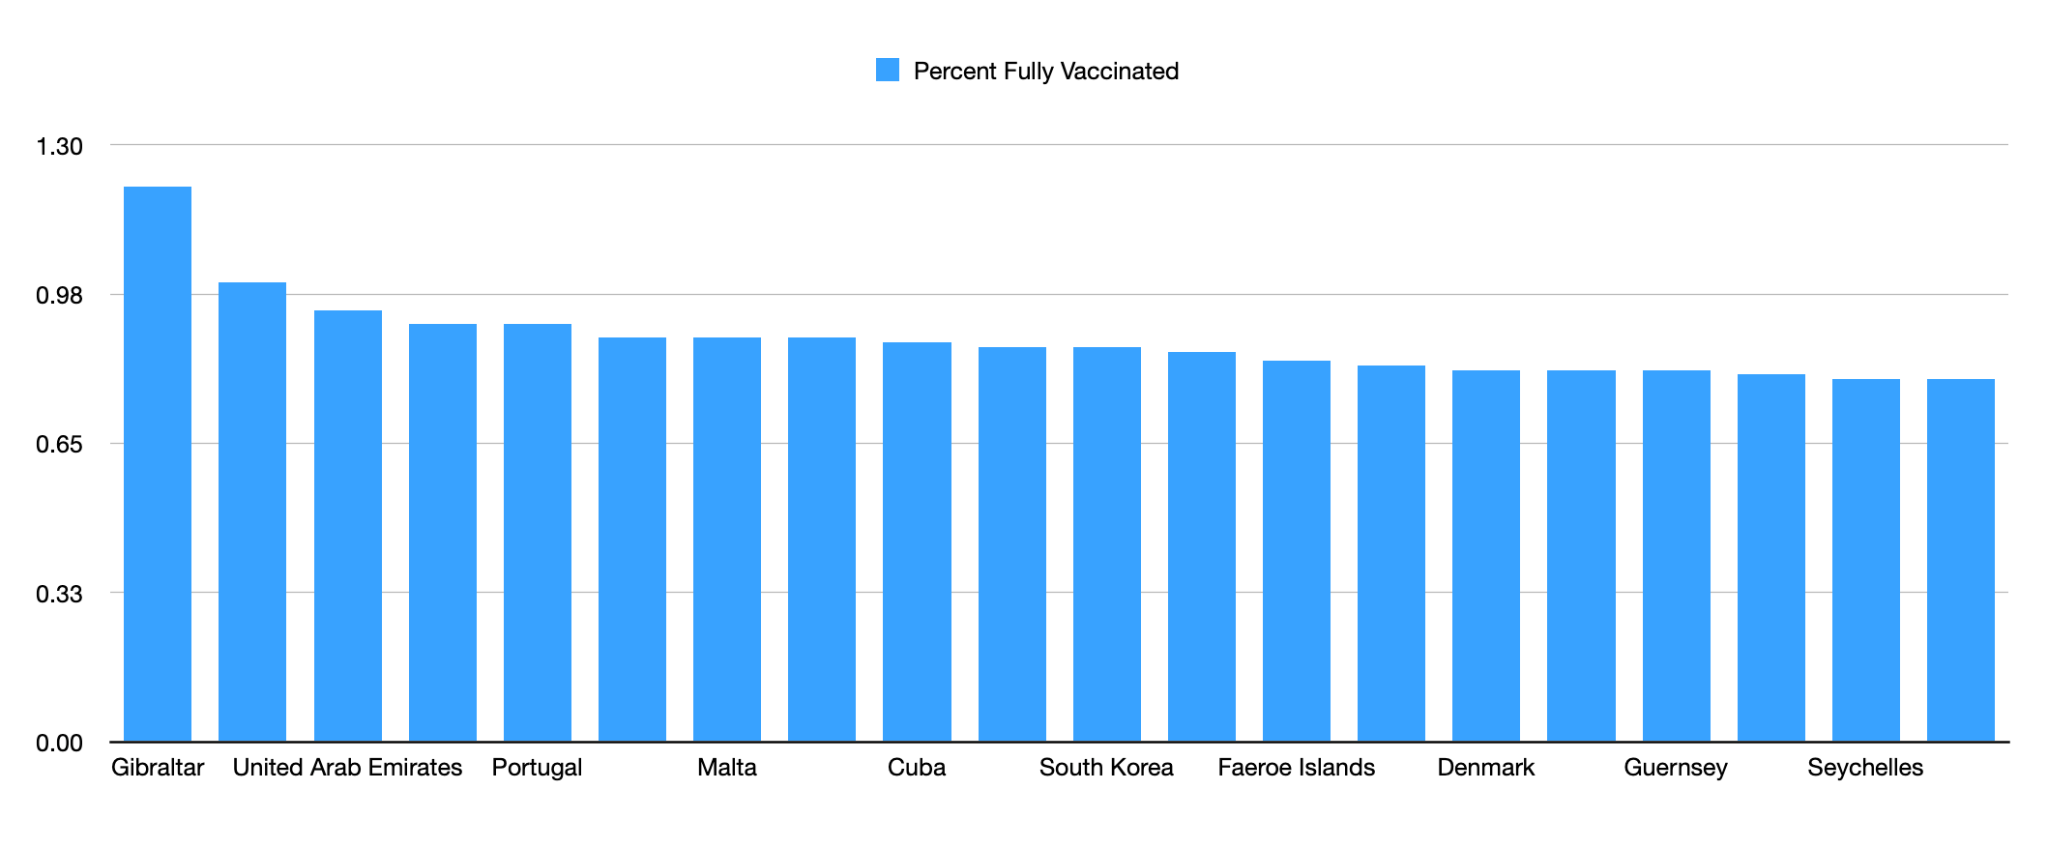 Percent Fully Vaccinated
1.30
0.98
0.65
0.33
0.00
Gibraltar United Arab Emirates Portugal Malta Cuba South Korea Faeroe Islands Denmark Guernsey Seychelles